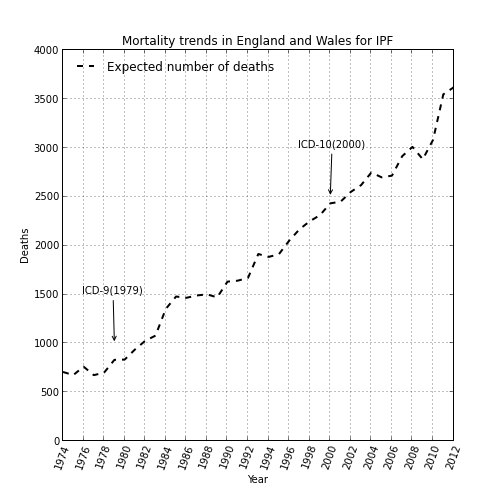 Mortality trends in England and Wales for IPF
4000
Expected number of deaths
3500
3000
ICD-10(2000)
2500
2000
Deaths
1500
ICD-9(1979)
1000
500
0
1974 1976 1978 1980 1982 1984 1986 1988 1990 1992 1994 1996 1998 2000 2002 2004 2006 2008 2010 2012
Year